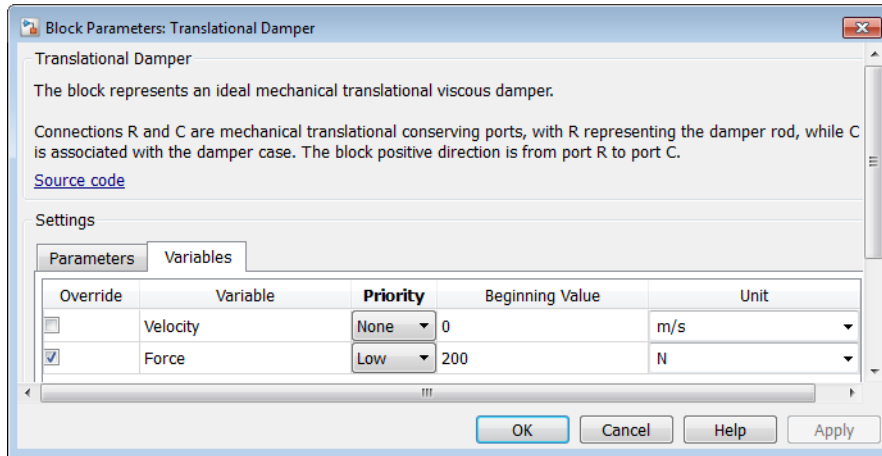 Block Parameters: Translational Damper
Translational Damper
The block represents an ideal mechanical translational viscous damper.
Connections R and C are mechanical translational conserving ports, with R representing the damper rod, while C
is associated with the damper case. The block positive direction is from port R to port C.
Source code
Settings
Parameters Variables
Override Variable Priority Beginning Value Unit
Velocity None 0 m/s
Force Low 200 N
OK Cancel Help Apply